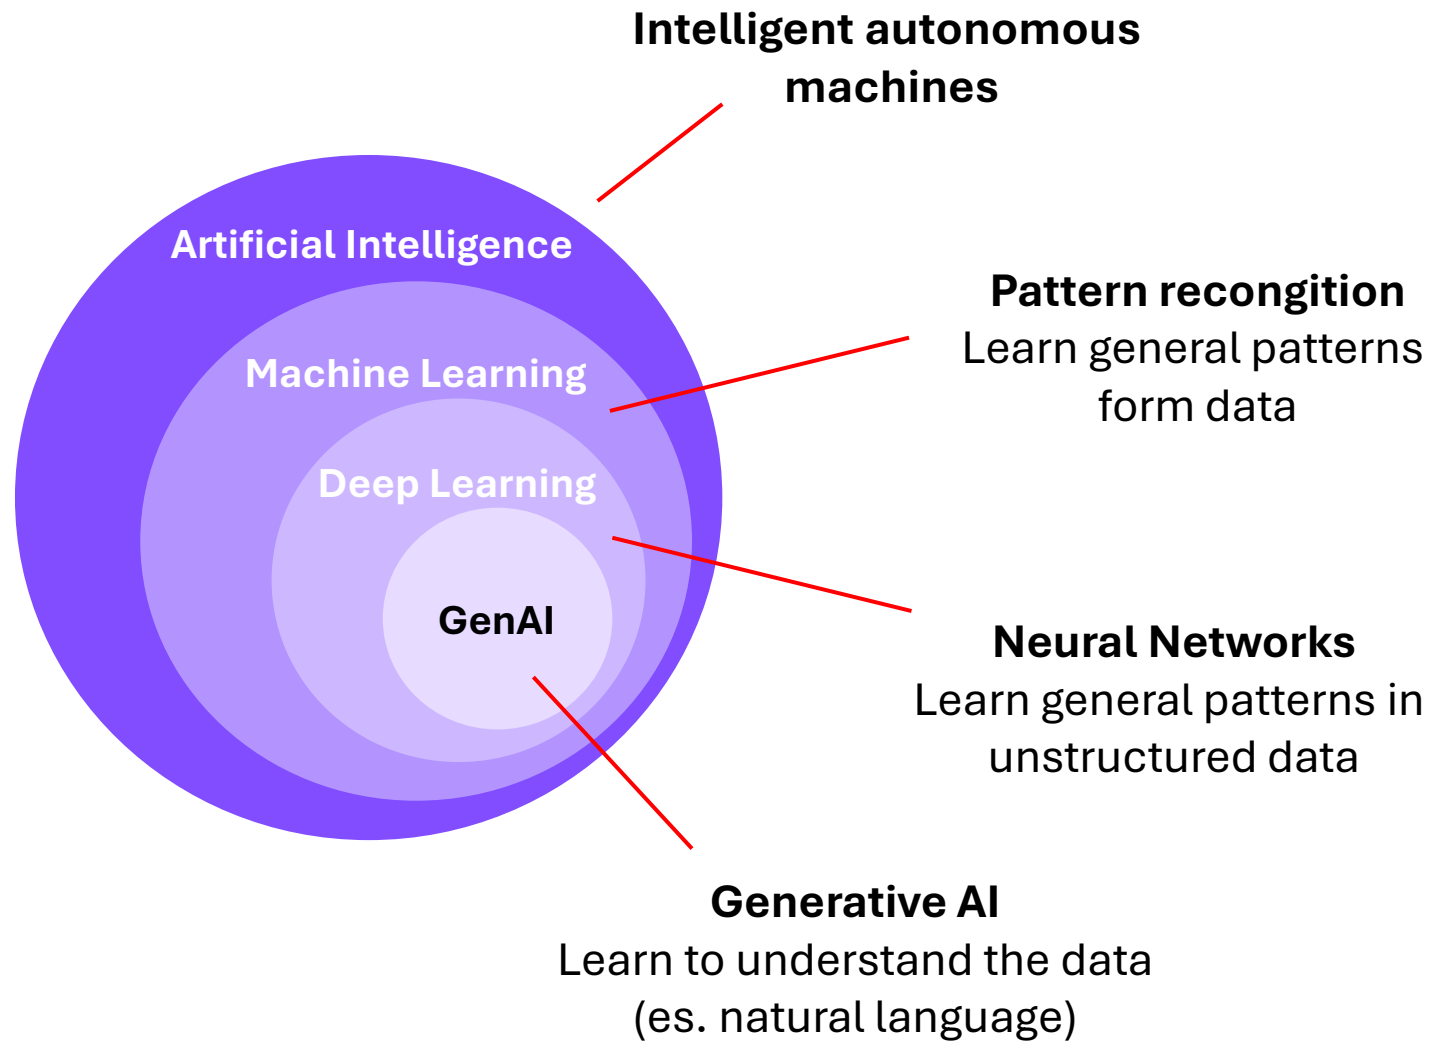 Intelligent autonomous
machines
Artificial Intelligence
Pattern recongition
Learn general patterns
form data
Machine Learning
Deep Learning
GenAI
Neural Networks
Learn general patterns in
unstructured data
Generative AI
Learn to understand the data
(es. natural language)